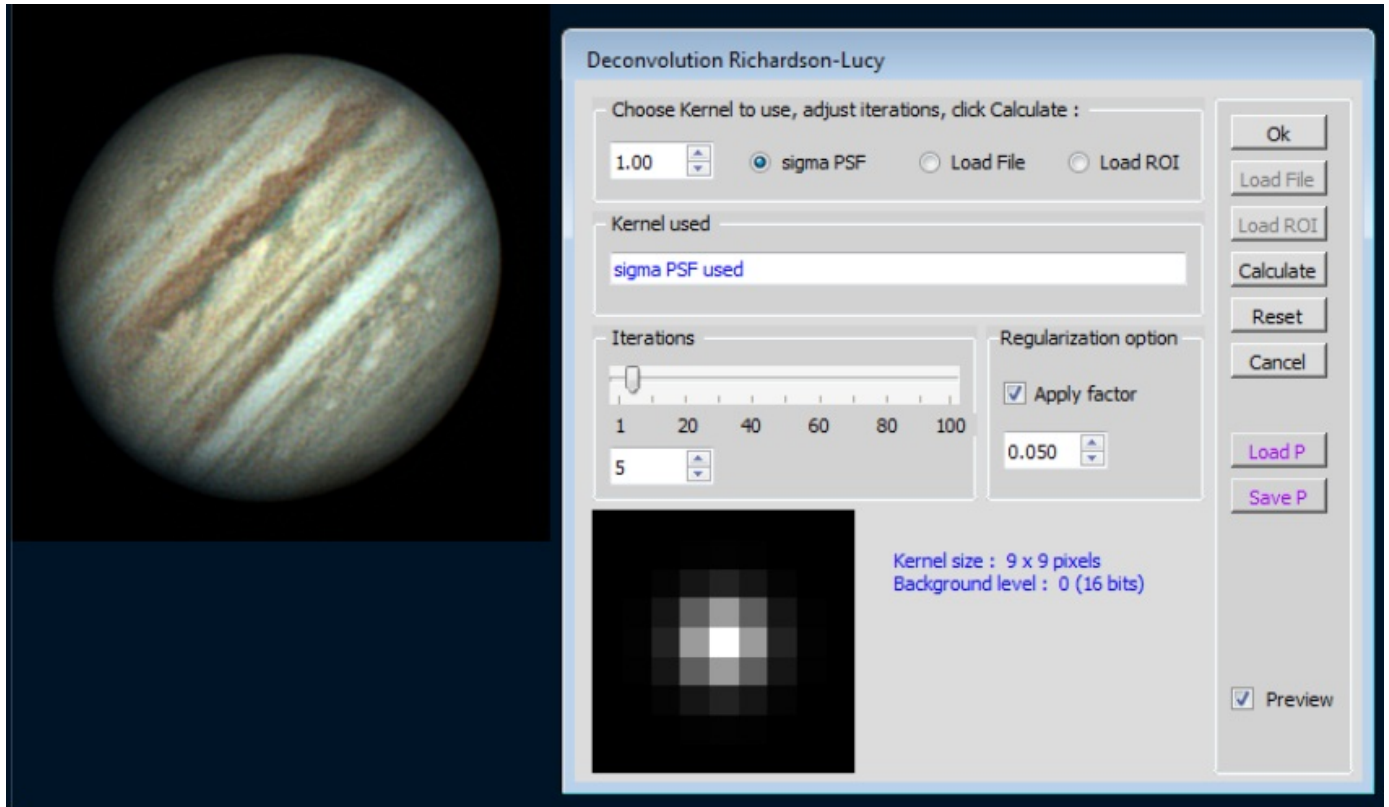 Deconvolution Richardson-Lucy
Choose Kernel to use, adjust iterations, click Calculate :
1.00 sigma PSF Load File Load ROI
Kernel used
sigma PSF used
Iterations
1 20 40 60 80 100
5
Regularization option
Apply factor
0.050
Kernel size : 9 x 9 pixels
Background level : 0 (16 bits)
Ok
Load File
Load ROI
Calculate
Reset
Cancel
Load P
Save P
Preview